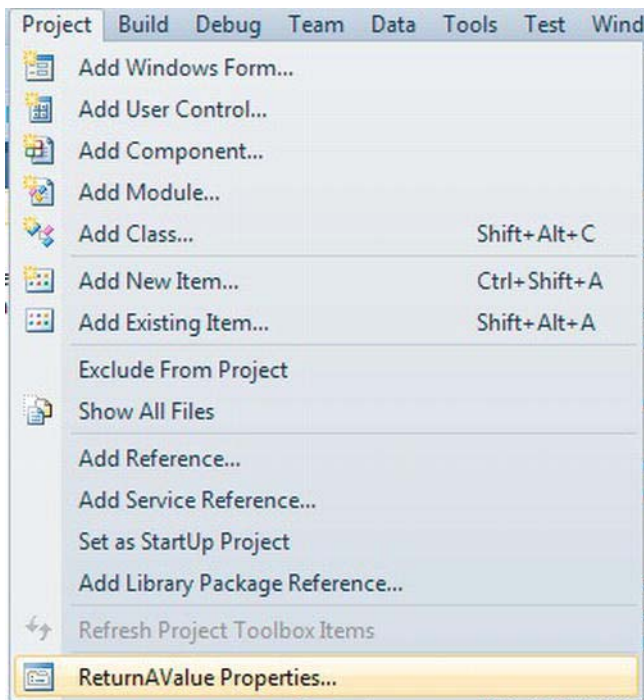 Project Build Debug Team Data Tools Test Wind
Add Windows Form...
Add User Control...
Add Component...
Add Module...
Add Class... Shift+Alt+C
Add New Item... Ctrl+Shift+A
Add Existing Item... Shift+Alt+A
Exclude From Project
Show All Files
Add Reference...
Add Service Reference...
Set as StartUp Project
Add Library Package Reference...
Refresh Project Toolbox Items
ReturnAValue Properties...